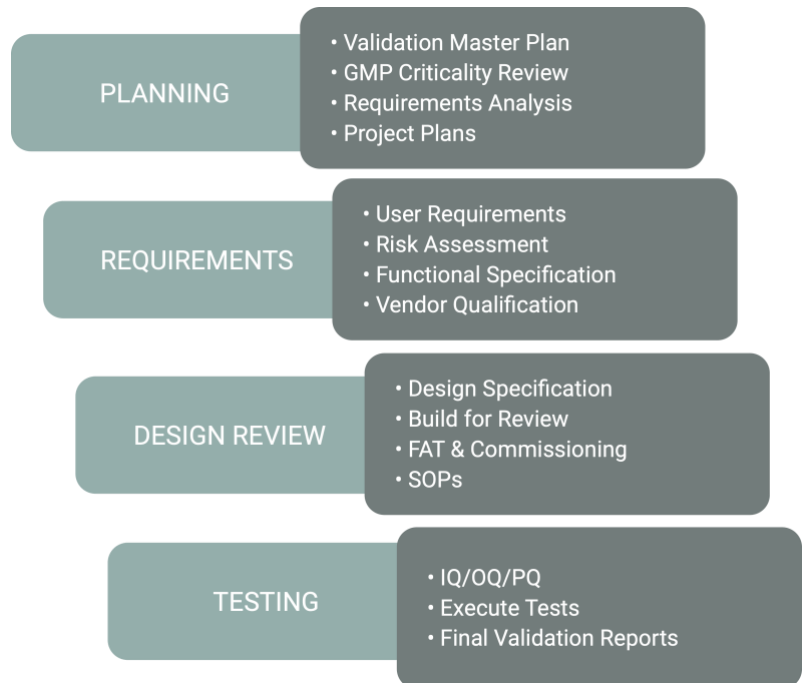 PLANNING
• Validation Master Plan
• GMP Criticality Review
• Requirements Analysis
• Project Plans
REQUIREMENTS
• User Requirements
• Risk Assessment
• Functional Specification
• Vendor Qualification
DESIGN REVIEW
• Design Specification
• Build for Review
• FAT & Commissioning
• SOPs
TESTING
• IQ/OQ/PQ
• Execute Tests
• Final Validation Reports